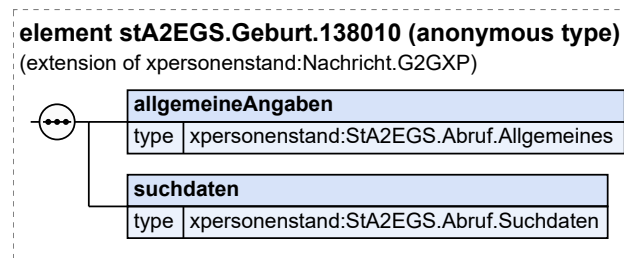 element stA2EGS.Geburt.138010 (anonymous type)
(extension of xpersonenstand:Nachricht.G2GXP)
allgemeineAngaben
type xpersonenstand:StA2EGS.Abruf.Allgemeines
suchdaten
type xpersonenstand:StA2EGS.Abruf.Suchdaten